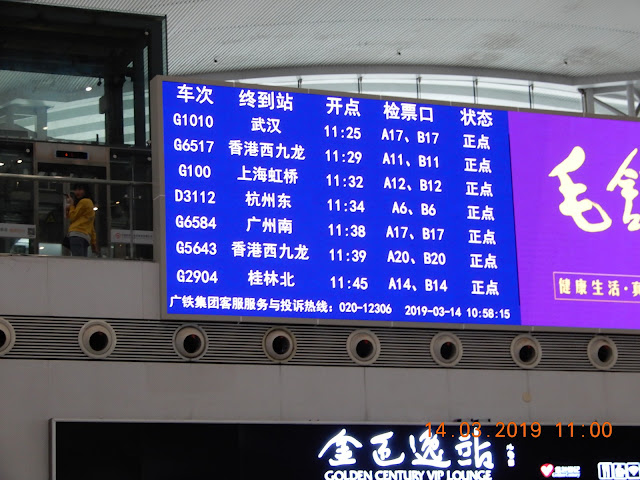 车次 终到站 开点 检票口 状态
G1010 武汉 11:25 A17、B17 正点
G6517 香港西九龙 11:29 A11、B11 正点
G100 上海虹桥 11:32 A12、B12 正点
D3112 杭州东 11:34 A6、B6 正点
G6584 广州南 11:38 A17、B17 正点
G5643 香港西九龙 11:39 A20、B20 正点
G2904 桂林北 11:45 A14、B14 正点
广铁集团客服服务与投诉热线：020-12306 2019-03-14 10:58:15
健康生活·
14.03.2019 11:00
金色逸站
GOLDEN CENTURY VIP LOUNGE